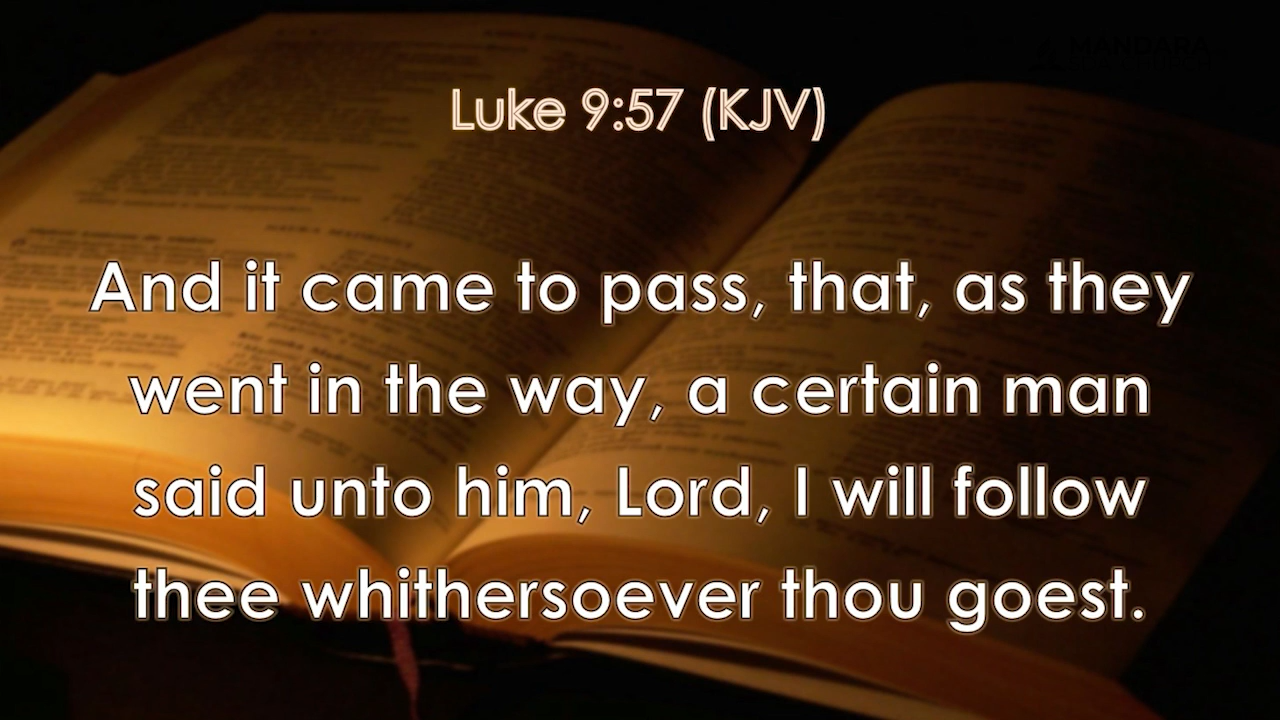 MANDARA
Luke 9:57 (KJV)
And it came to pass, that, as they
went in the way, a certain man
said unto him, Lord, I will follow
thee whithersoever thou goest.